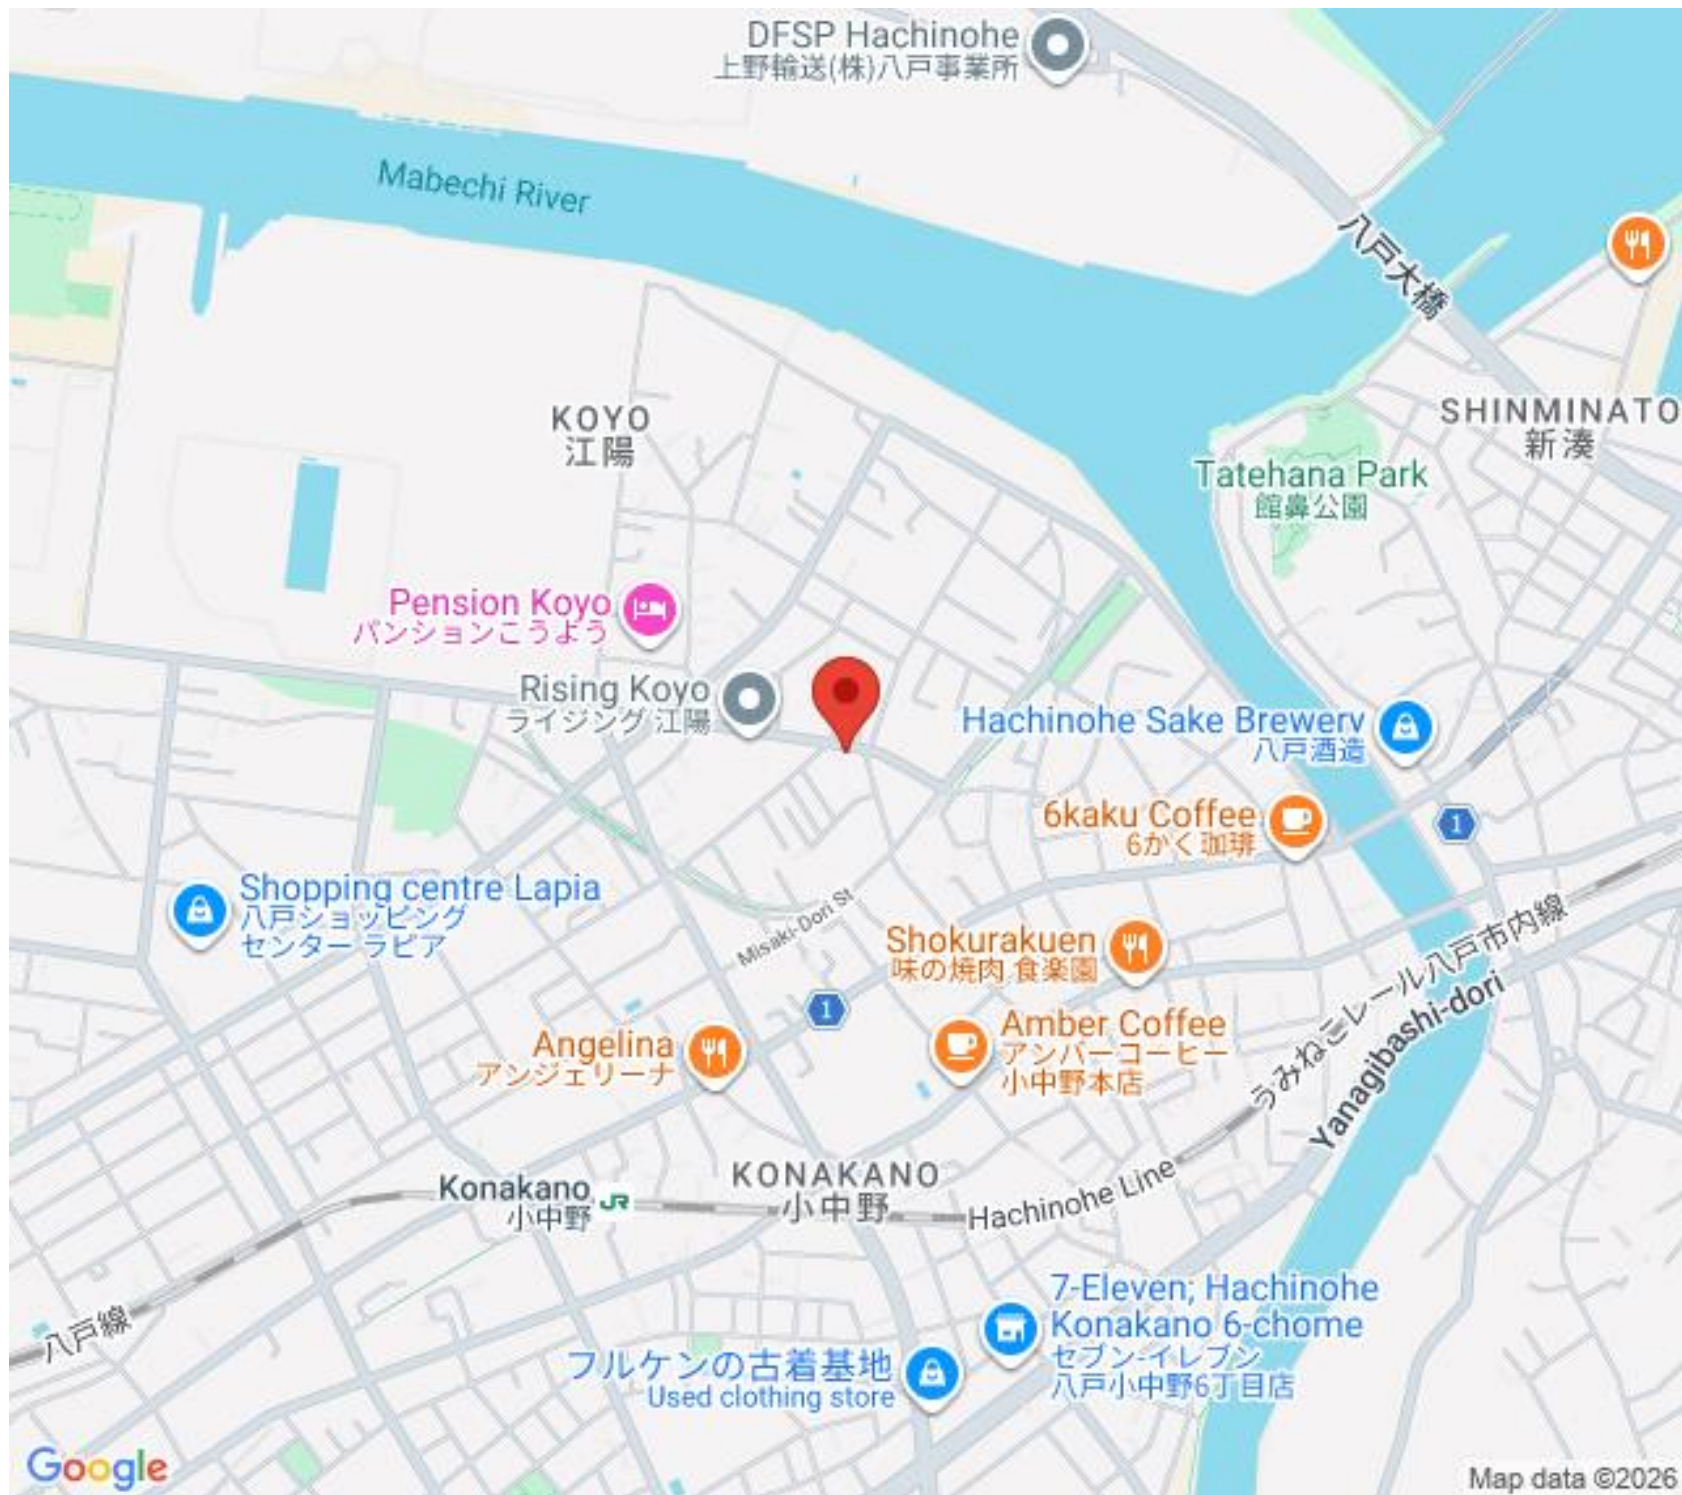 DFSP Hachinohe
上野輸送(株)八戸事業所
Mabechi River
八戸大橋
KOYO
江陽
SHINMINATO
新湊
Tatehana Park
館鼻公園
Pension Koyo
パンションこうよう
Rising Koyo
ライジング 江陽
Hachinohe Sake Brewery
八戸酒造
6kaku Coffee
6かく珈琲
1
Shopping centre Lapia
八戸ショッピング
センター ラピア
Misaki-Dori St
Shokurakuen
味の焼肉 食楽園
うみねこレール八戸市内線
Yanagibashi-dori
1
Angelina
アンジェリーナ
Amber Coffee
アンバーコーヒー
小中野本店
Konakano
小中野
JR
KONAKANO
小中野
Hachinohe Line
八戸線
7-Eleven; Hachinohe
Konakano 6-chome
セブン-イレブン
八戸小中野6丁目店
フルケンの古着基地
Used clothing store
Google
Map data ©2026